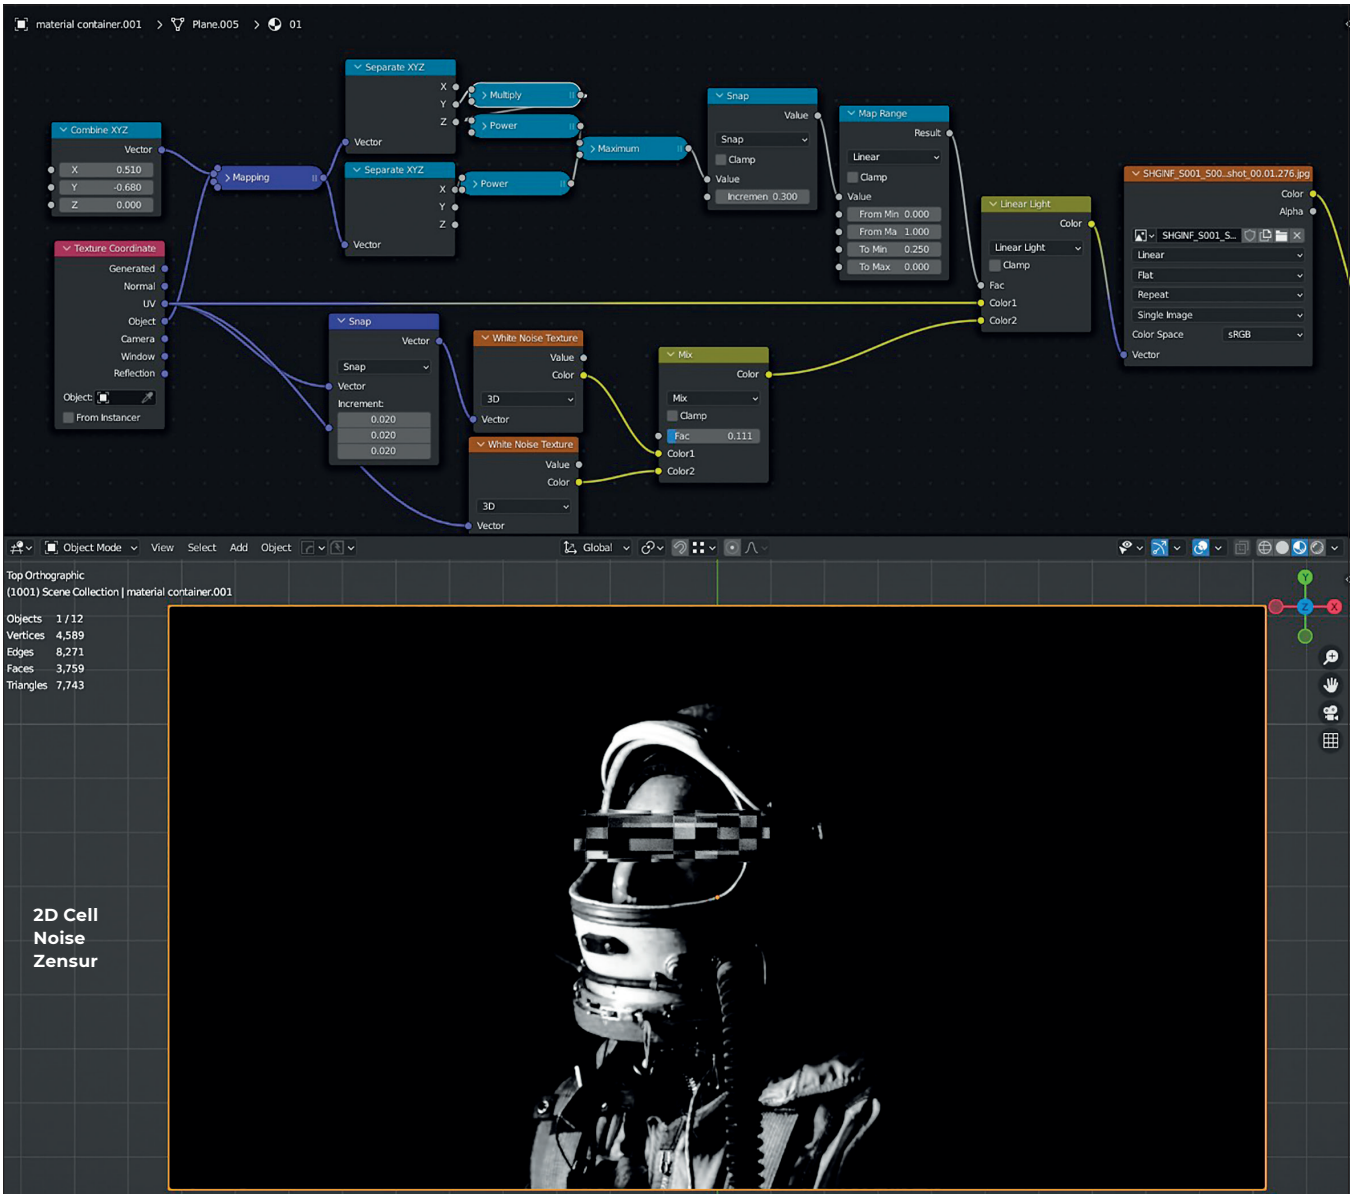 material container.001 > Plane.005 > 01
Separate XYZ
X
Y
Z
Vector
Multiply
Power
Maximum
Separate XYZ
X
Y
Z
Vector
Power
Combine XYZ
Vector
X 0.510
Y -0.680
Z 0.000
Mapping
Snap
Value
Snap
Clamp
Value
Incremen 0.300
Map Range
Result
Linear
Clamp
Value
From Min 0.000
From Ma 1.000
To Min 0.250
To Max 0.000
Linear Light
Color
Linear Light
Clamp
Fac
Color1
Color2
SHGINF_S001_S00...shot_00.01.276.jpg
Color
Alpha
SHGINF_S001_S...
Linear
Flat
Repeat
Single Image
Color Space sRGB
Vector
Texture Coordinate
Generated
Normal
UV
Object
Camera
Window
Reflection
Object:
From Instancer
Snap
Vector
Snap
Vector
Increment:
0.020
0.020
0.020
White Noise Texture
Value
Color
3D
Vector
White Noise Texture
Value
Color
3D
Vector
Mix
Color
Mix
Clamp
Fac 0.111
Color1
Color2
Object Mode View Select Add Object Global
Top Orthographic
(1001) Scene Collection | material container.001
Objects 1 / 12
Vertices 4,589
Edges 8,271
Faces 3,759
Triangles 7,743
Y
Z
X
2D Cell
Noise
Zensur